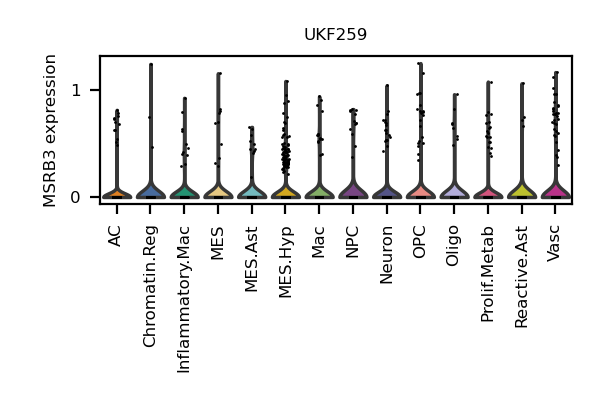 UKF259
MSRB3 expression
1
0
AC
Chromatin.Reg
Inflammatory.Mac
MES
MES.Ast
MES.Hyp
Mac
NPC
Neuron
OPC
Oligo
Prolif.Metab
Reactive.Ast
Vasc